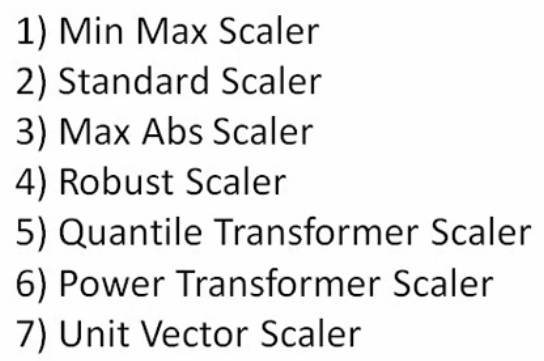 1) Min Max Scaler
2) Standard Scaler
3) Max Abs Scaler
4) Robust Scaler
5) Quantile Transformer Scaler
6) Power Transformer Scaler
7) Unit Vector Scaler